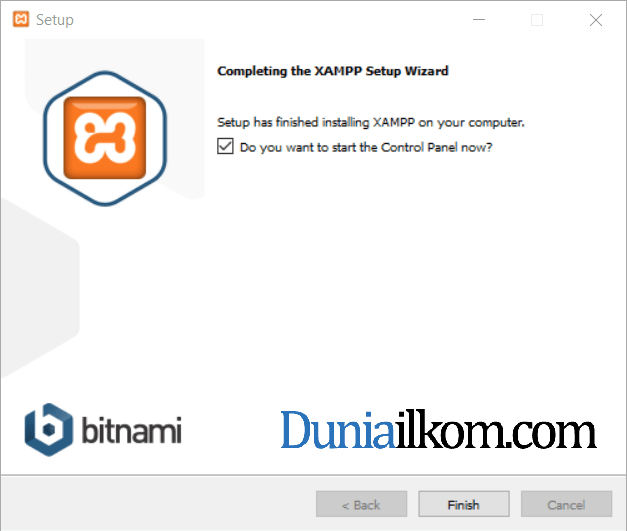 Setup
Completing the XAMPP Setup Wizard
Setup has finished installing XAMPP on your computer.
Do you want to start the Control Panel now?
bitnami
Duniailkom.com
< Back
Finish
Cancel